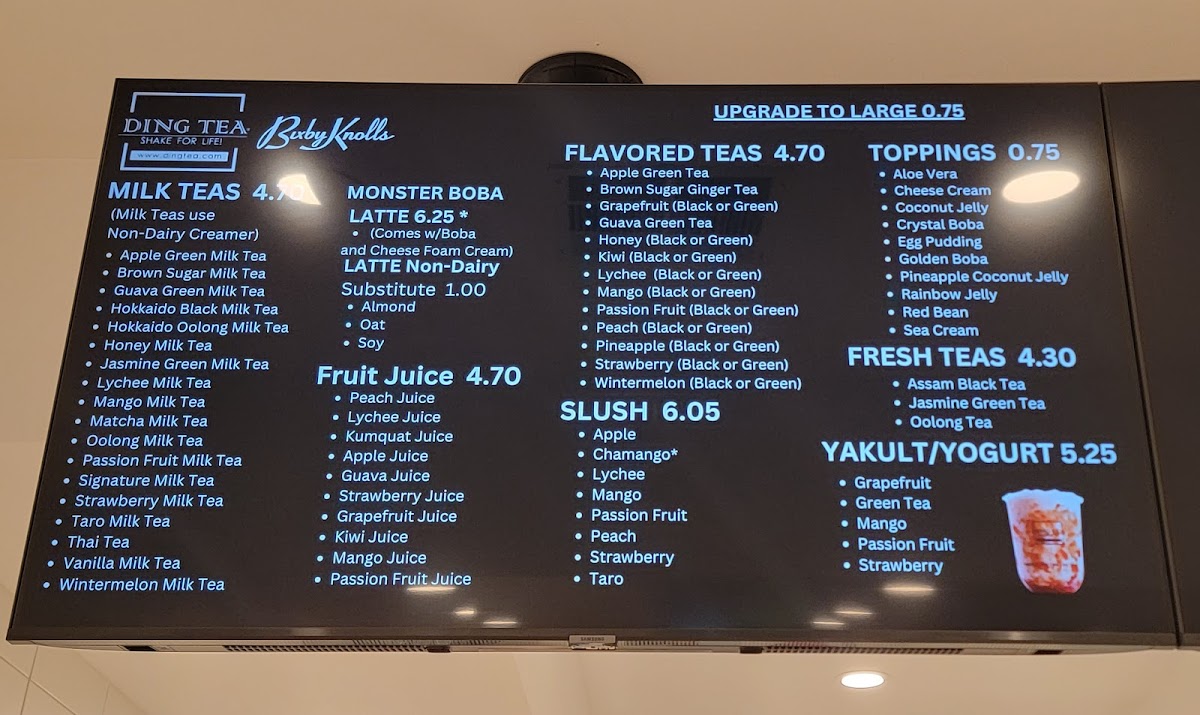 DING TEA
SHAKE FOR LIFE!
www.dingtea.com
Bixby Knolls
UPGRADE TO LARGE 0.75
MILK TEAS 4.70
(Milk Teas use
Non-Dairy Creamer)
• Apple Green Milk Tea
• Brown Sugar Milk Tea
• Guava Green Milk Tea
• Hokkaido Black Milk Tea
• Hokkaido Oolong Milk Tea
• Honey Milk Tea
• Jasmine Green Milk Tea
• Lychee Milk Tea
• Mango Milk Tea
• Matcha Milk Tea
• Oolong Milk Tea
• Passion Fruit Milk Tea
• Signature Milk Tea
• Strawberry Milk Tea
• Taro Milk Tea
• Thai Tea
• Vanilla Milk Tea
• Wintermelon Milk Tea
MONSTER BOBA
LATTE 6.25 *
• (Comes w/Boba
and Cheese Foam Cream)
LATTE Non-Dairy
Substitute 1.00
• Almond
• Oat
• Soy
Fruit Juice 4.70
• Peach Juice
• Lychee Juice
• Kumquat Juice
• Apple Juice
• Guava Juice
• Strawberry Juice
• Grapefruit Juice
• Kiwi Juice
• Mango Juice
• Passion Fruit Juice
FLAVORED TEAS 4.70
• Apple Green Tea
• Brown Sugar Ginger Tea
• Grapefruit (Black or Green)
• Guava Green Tea
• Honey (Black or Green)
• Kiwi (Black or Green)
• Lychee (Black or Green)
• Mango (Black or Green)
• Passion Fruit (Black or Green)
• Peach (Black or Green)
• Pineapple (Black or Green)
• Strawberry (Black or Green)
• Wintermelon (Black or Green)
SLUSH 6.05
• Apple
• Chamango*
• Lychee
• Mango
• Passion Fruit
• Peach
• Strawberry
• Taro
TOPPINGS 0.75
• Aloe Vera
• Cheese Cream
• Coconut Jelly
• Crystal Boba
• Egg Pudding
• Golden Boba
• Pineapple Coconut Jelly
• Rainbow Jelly
• Red Bean
• Sea Cream
FRESH TEAS 4.30
• Assam Black Tea
• Jasmine Green Tea
• Oolong Tea
YAKULT/YOGURT 5.25
• Grapefruit
• Green Tea
• Mango
• Passion Fruit
• Strawberry
SAMSUNG